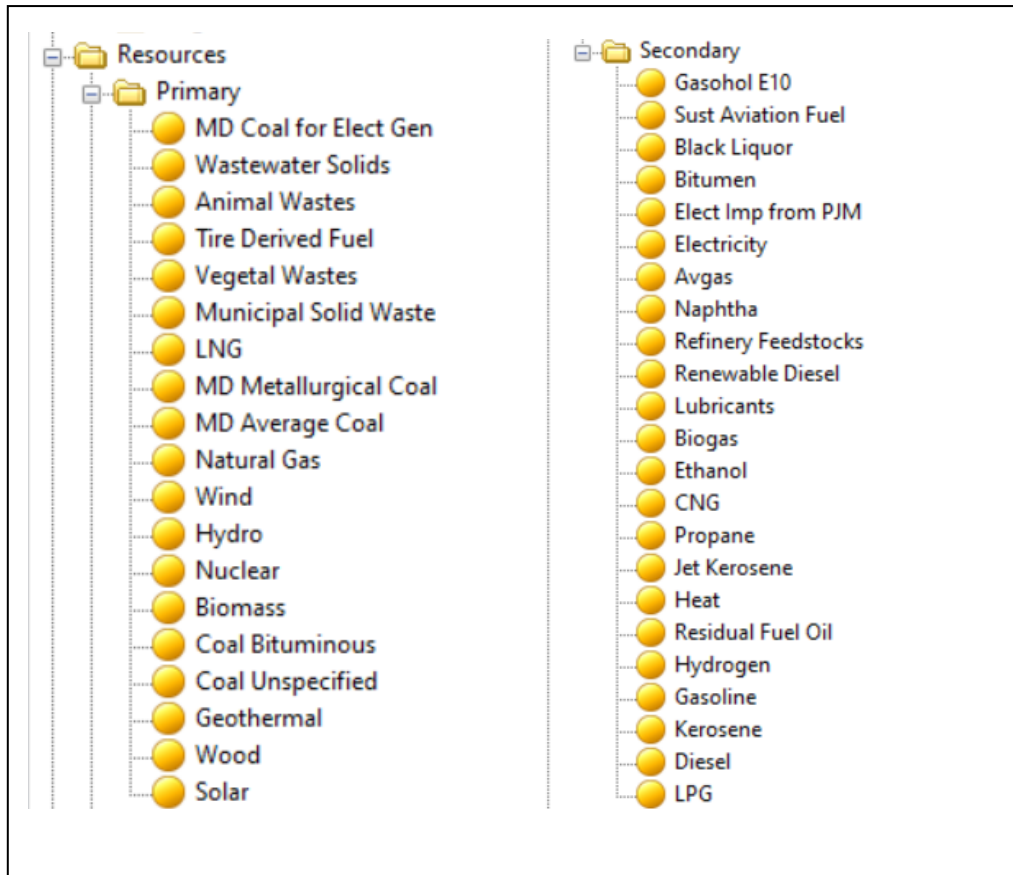 Resources
Primary
MD Coal for Elect Gen
Wastewater Solids
Animal Wastes
Tire Derived Fuel
Vegetal Wastes
Municipal Solid Waste
LNG
MD Metallurgical Coal
MD Average Coal
Natural Gas
Wind
Hydro
Nuclear
Biomass
Coal Bituminous
Coal Unspecified
Geothermal
Wood
Solar
Secondary
Gasohol E10
Sust Aviation Fuel
Black Liquor
Bitumen
Elect Imp from PJM
Electricity
Avgas
Naphtha
Refinery Feedstocks
Renewable Diesel
Lubricants
Biogas
Ethanol
CNG
Propane
Jet Kerosene
Heat
Residual Fuel Oil
Hydrogen
Gasoline
Kerosene
Diesel
LPG